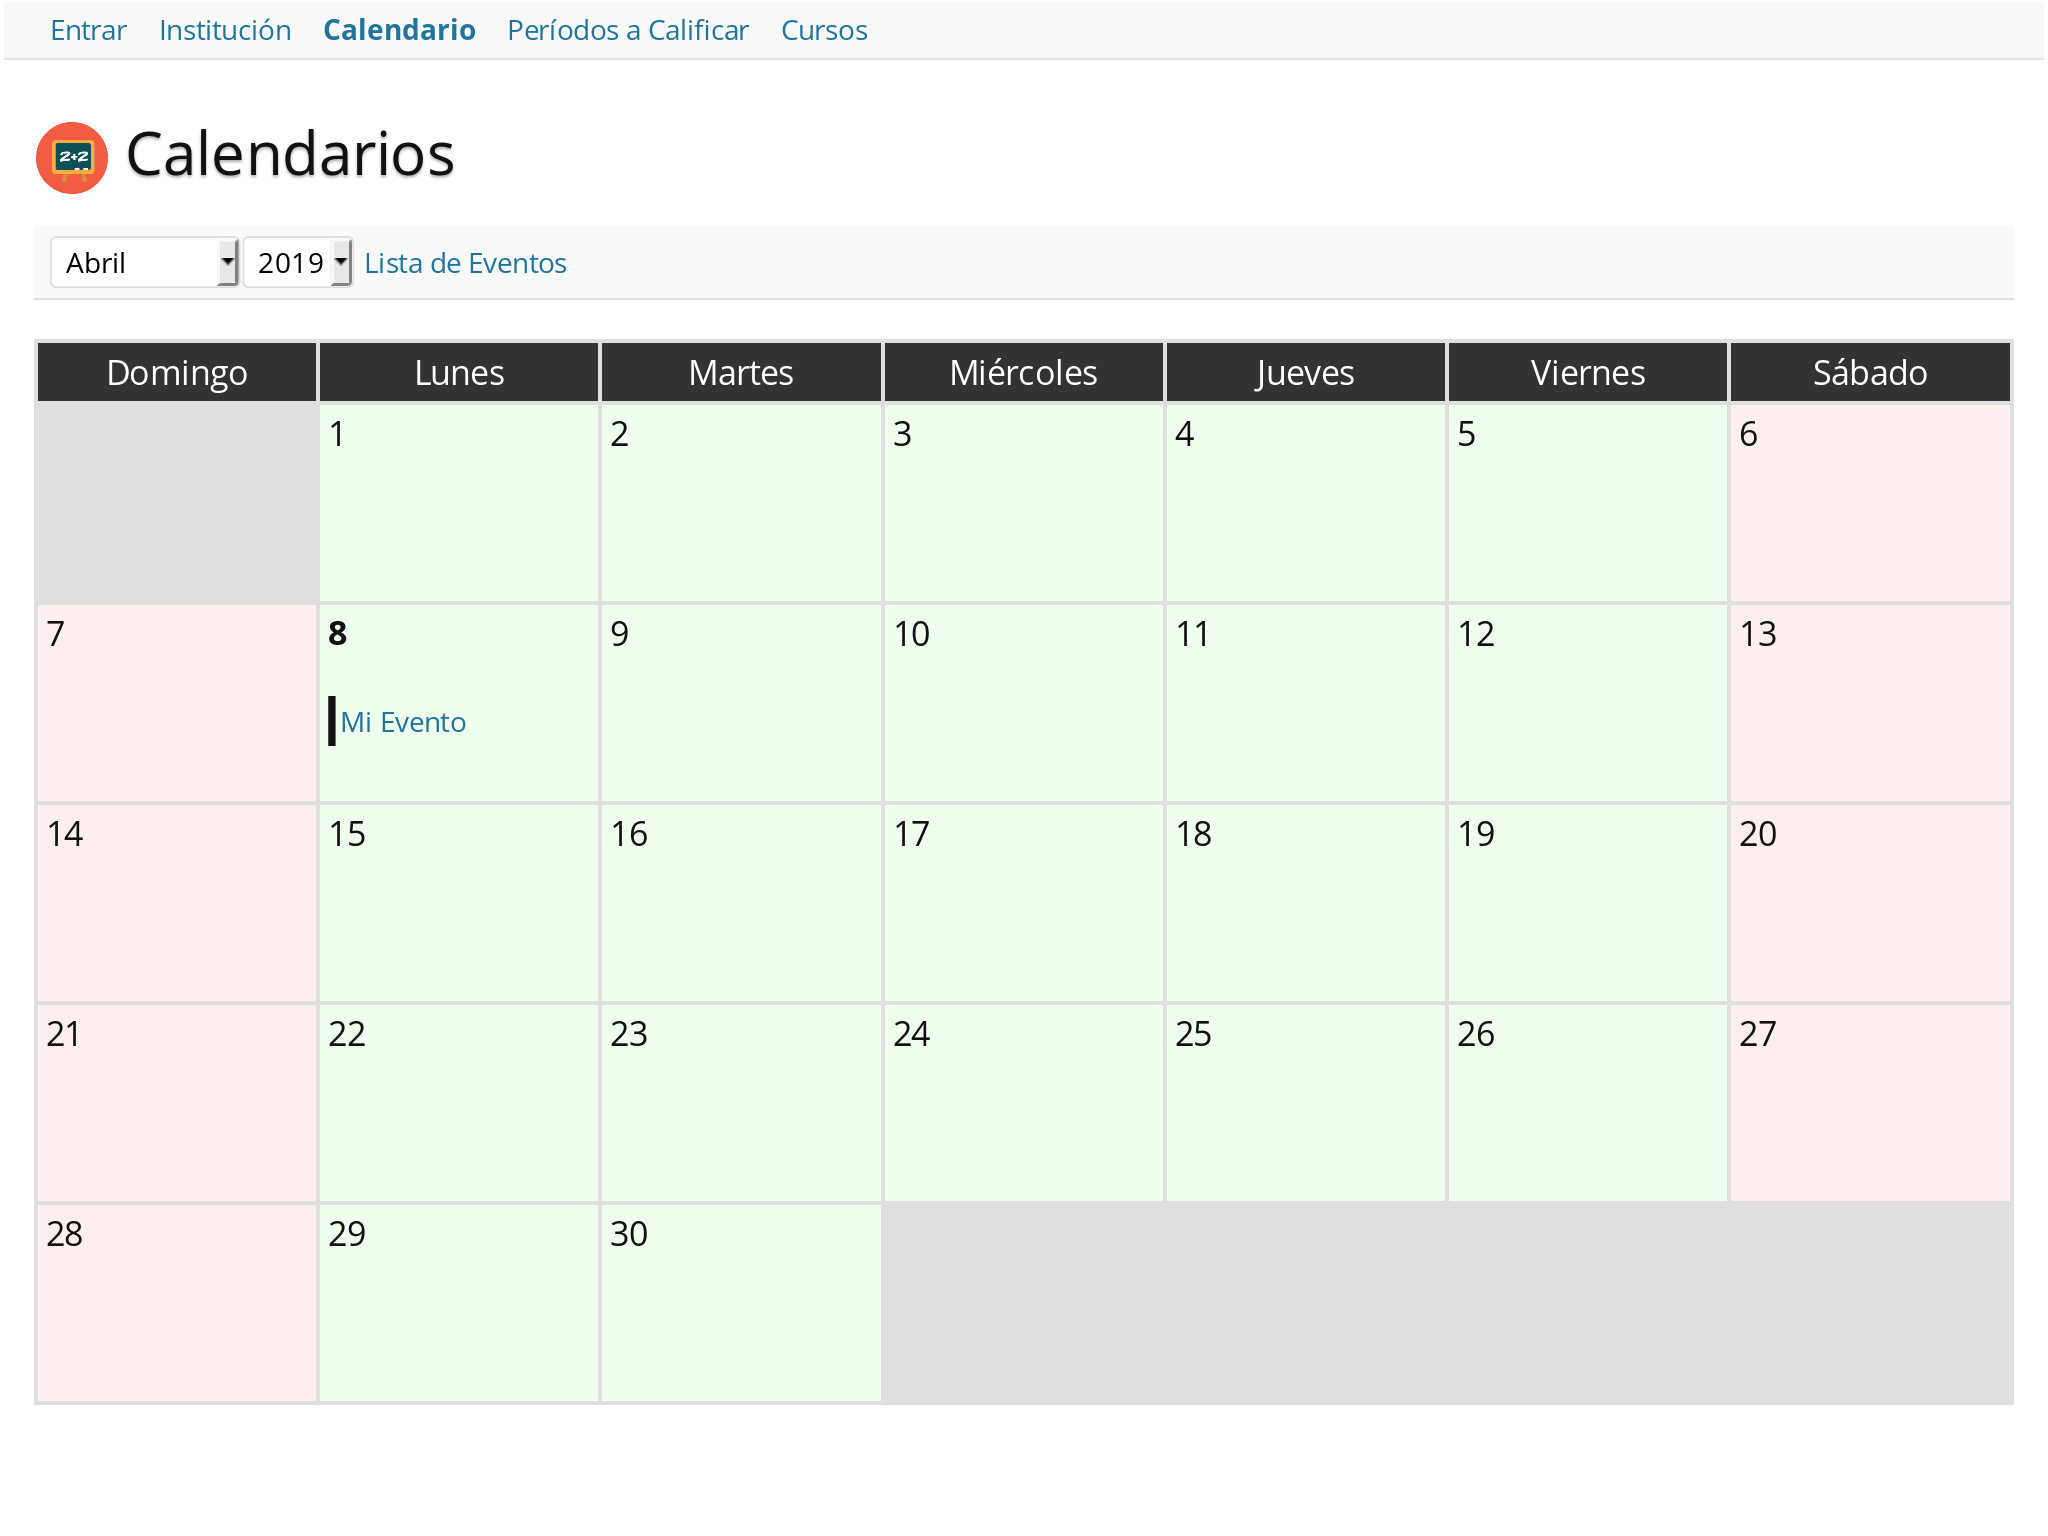 Entrar Institución Calendario Períodos a Calificar Cursos
2+2
Calendarios
Abril 2019 Lista de Eventos
Domingo Lunes Martes Miércoles Jueves Viernes Sábado
1 2 3 4 5 6
7 8 9 10 11 12 13
Mi Evento
14 15 16 17 18 19 20
21 22 23 24 25 26 27
28 29 30